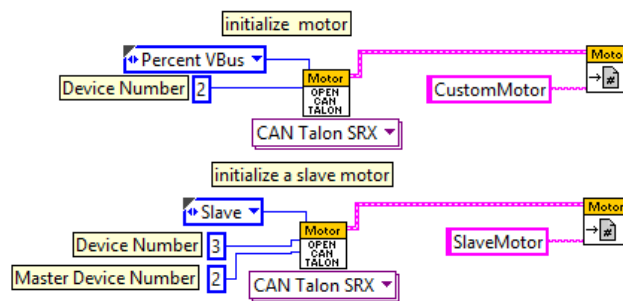 initialize motor
Percent VBus
Motor
Device Number 2
OPEN
CAN
TALON
CustomMotor
Moto
#
CAN Talon SRX
initialize a slave motor
Slave
Motor
Device Number 3
OPEN
CAN
TALON
SlaveMotor
Motor
#
Master Device Number 2
CAN Talon SRX